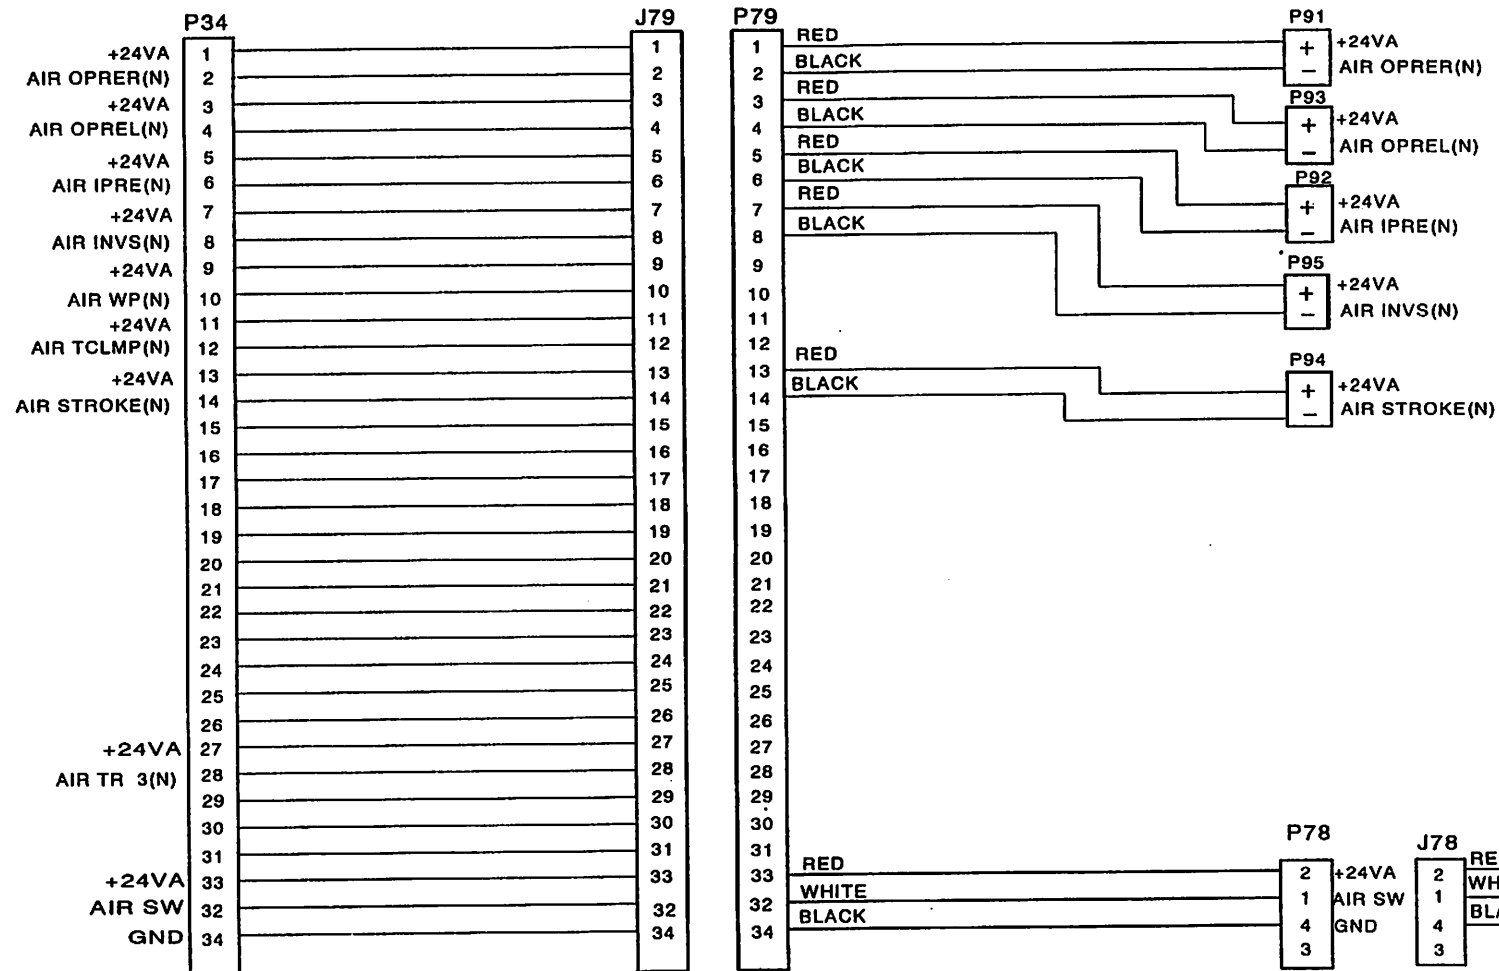 P34 J79 P79 P91
+24VA 1 1 1 RED + +24VA
AIR OPRER(N) 2 2 2 BLACK − AIR OPRER(N)
P93
+24VA 3 3 3 RED + +24VA
AIR OPREL(N) 4 4 4 BLACK − AIR OPREL(N)
P92
+24VA 5 5 5 RED + +24VA
AIR IPRE(N) 6 6 6 BLACK − AIR IPRE(N)
P95
+24VA 7 7 7 RED + +24VA
AIR INVS(N) 8 8 8 BLACK − AIR INVS(N)
+24VA 9 9 9
AIR WP(N) 10 10 10
+24VA 11 11 11
AIR TCLMP(N) 12 12 12
P94
+24VA 13 13 13 RED + +24VA
AIR STROKE(N) 14 14 14 BLACK − AIR STROKE(N)
15 15 15
16 16 16
17 17 17
18 18 18
19 19 19
20 20 20
21 21 21
22 22 22
23 23 23
24 24 24
25 25 25
26 26 26
+24VA 27 27 27
AIR TR 3(N) 28 28 28
29 29 29
30 30 30
31 31 31
P78 J78
+24VA 33 33 33 RED 2 +24VA 2 RE
AIR SW 32 32 32 WHITE 1 AIR SW 1 WH
GND 34 34 34 BLACK 4 GND 4 BLA
3 3